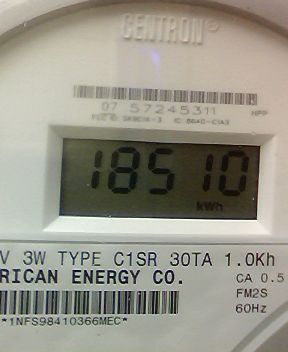 CENTRON®
07 57245311 HPP
18510
kWh
V 3W TYPE C1SR 30TA 1.0Kh
RICAN ENERGY CO. CA 0.5
FM2S
60Hz
*1NFS98410366MEC*